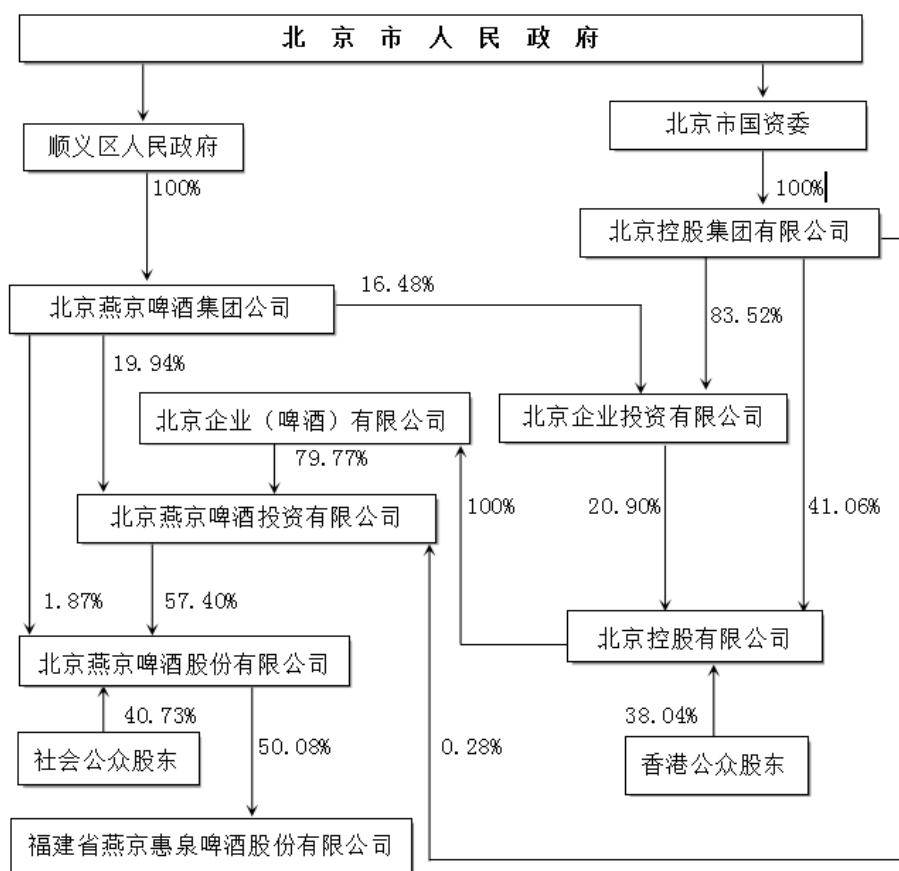 北京市人民政府
顺义区人民政府
北京市国资委
100%
100%
北京控股集团有限公司
北京燕京啤酒集团公司
16.48%
83.52%
19.94%
北京企业（啤酒）有限公司
北京企业投资有限公司
79.77%
北京燕京啤酒投资有限公司
100%
20.90%
41.06%
1.87%
57.40%
北京控股有限公司
北京燕京啤酒股份有限公司
40.73%
38.04%
社会公众股东
50.08%
0.28%
香港公众股东
福建省燕京惠泉啤酒股份有限公司